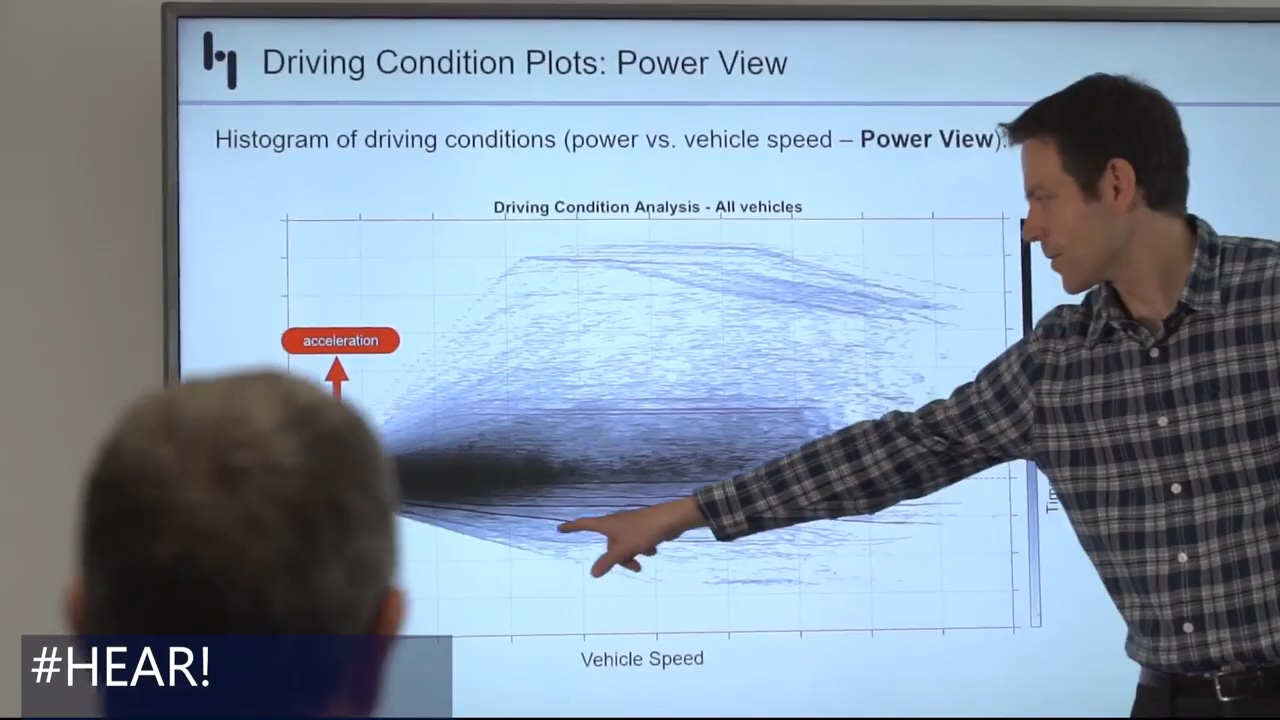 Driving Condition Plots: Power View
Histogram of driving conditions (power vs. vehicle speed – Power View):
Driving Condition Analysis - All vehicles
acceleration
Vehicle Speed
#HEAR!